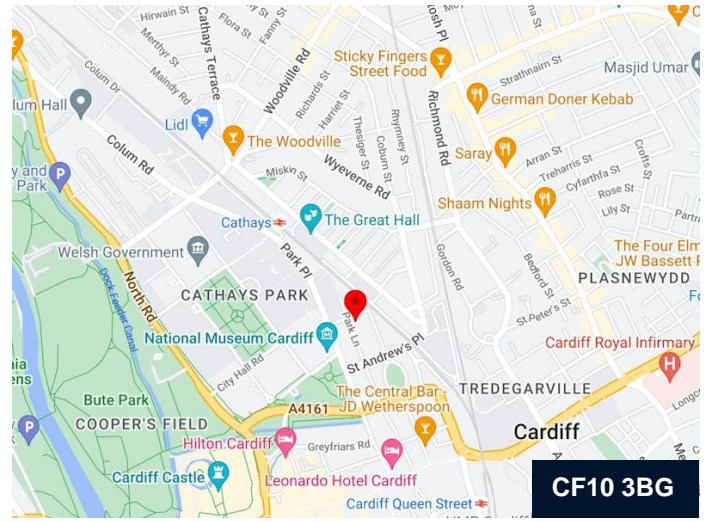 Hirwain St
Flora St
Fanny St
Cathays Terrace
Merthyr St
Maindy Rd
Colum Dr
Woodville Rd
Richards St
Harriet St
Sticky Fingers
Street Food
Strathnairn St
Masjid Umar
lum Hall
Lidl
The Woodville
Colum Rd
Miskin St
Wyeverne Rd
Thesiger St
Coburn St
Rhymney St
Richmond Rd
German Doner Kebab
Saray
Arran St
Treharris St
Cyfarthfa St
Crofts St
Rose St
Lily St
Shaam Nights
y and
Park
Cathays
The Great Hall
Welsh Government
Park Pl
Gordon Rd
Bedford St
The Four Elm
JW Bassett
PLASNEWYDD
Dock Feeder Canal
North Rd
CATHAYS PARK
Park Ln
St-Peter's St
National Museum Cardiff
St Andrew's Pl
Cardiff Royal Infirmary
City Hall Rd
The Central Bar -
JD Wetherspoon
TREDEGARVILLE
Bute Park
COOPER'S FIELD
A4161
Greyfriars Rd
Hilton Cardiff
Cardiff
Cardiff Castle
Leonardo Hotel Cardiff
Cardiff Queen Street
CF10 3BG